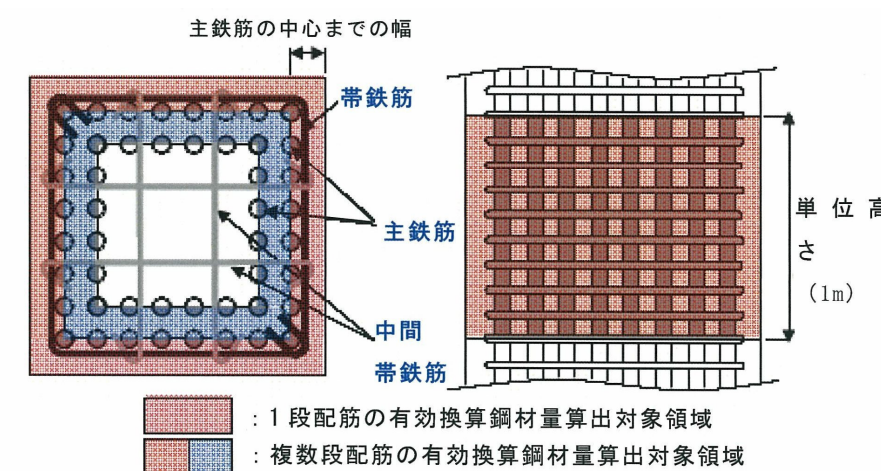 主鉄筋の中心までの幅
帯鉄筋
主鉄筋
中間
帯鉄筋
単位高
さ
(1m)
:1段配筋の有効換算鋼材量算出対象領域
:複数段配筋の有効換算鋼材量算出対象領域